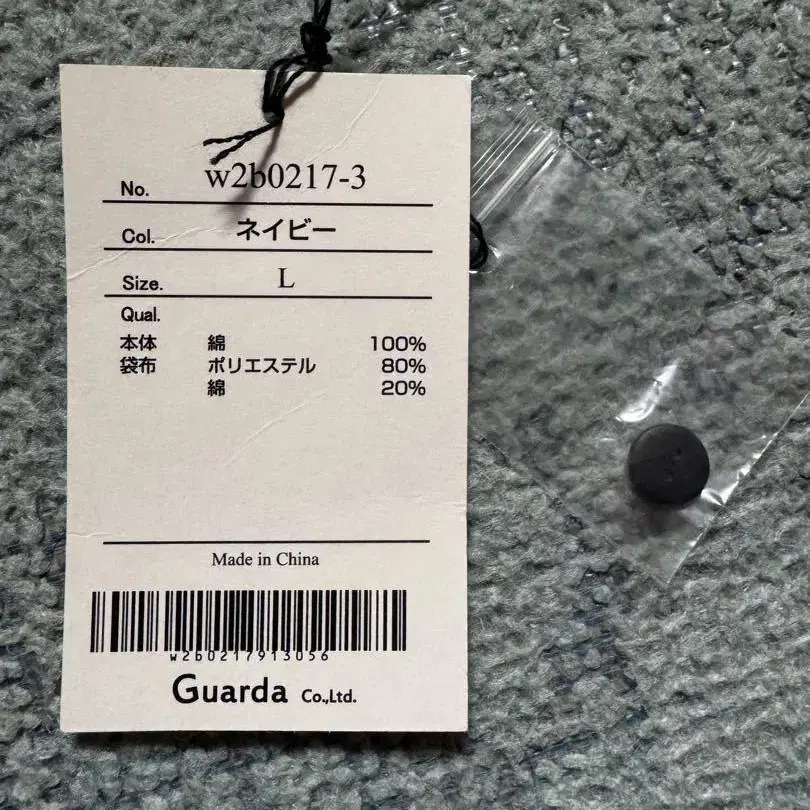 No. w2b0217-3
Col. ネイビー
Size. L
Qual.
本体 綿 100%
袋布 ポリエステル 80%
綿 20%
Made in China
w2b0217913056
Guarda Co.,Ltd.